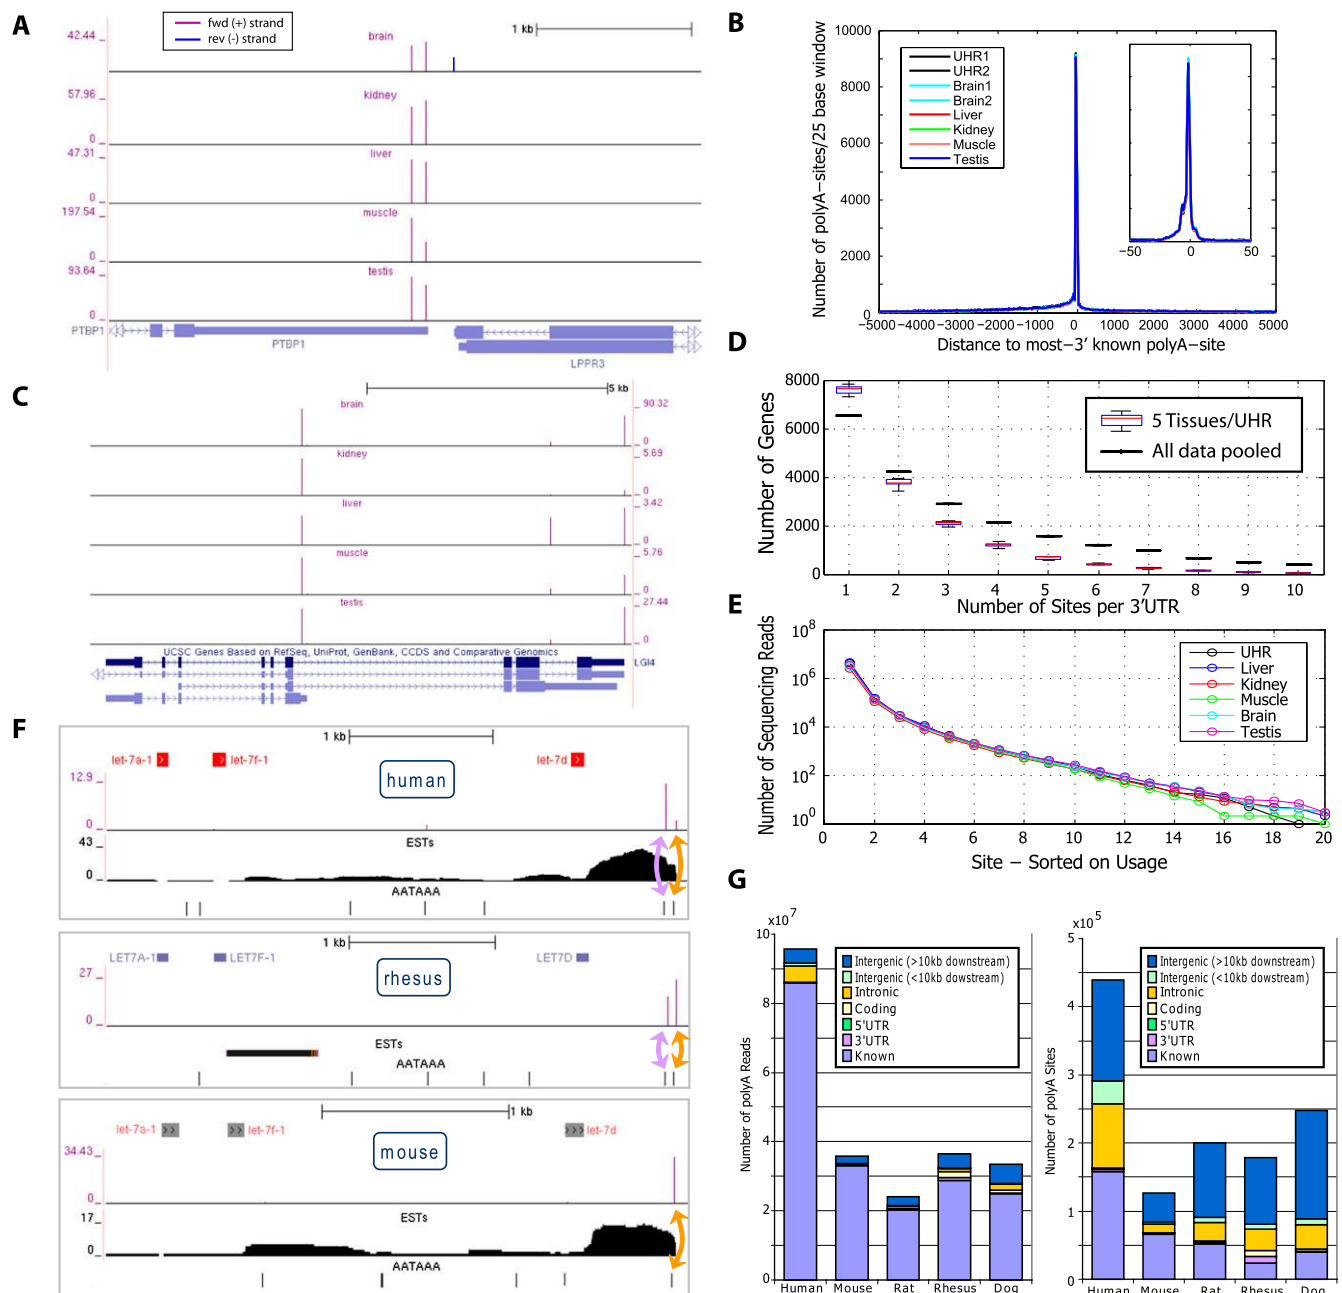 A
fwd (+) strand
rev (-) strand
1 kb
brain
42.44
kidney
57.96
0
liver
47.31
0
muscle
197.54
0
testis
93.64
0
PTBP1
PTBP1
LPPR3
B
Number of polyA−sites/25 base window
10000
8000
6000
4000
2000
0
UHR1
UHR2
Brain1
Brain2
Liver
Kidney
Muscle
Testis
−50
0
50
−5000
−4000
−3000
−2000
−1000
0
1000
2000
3000
4000
5000
Distance to most−3′ known polyA−site
C
5 kb
brain
90.32
0
kidney
5.69
0
liver
3.42
0
muscle
5.76
0
testis
27.44
0
UCSC Genes Based on RefSeq, UniProt, GenBank, CCDS and Comparative Genomics
LGI4
D
Number of Genes
8000
6000
4000
2000
0
5 Tissues/UHR
All data pooled
1 2 3 4 5 6 7 8 9 10
Number of Sites per 3′UTR
E
Number of Sequencing Reads
10^8
10^6
10^4
10^2
10^0
UHR
Liver
Kidney
Muscle
Brain
Testis
0 2 4 6 8 10 12 14 16 18 20
Site − Sorted on Usage
F
1 kb
let-7a-1
let-7f-1
let-7d
human
12.9
0
ESTs
43
0
AATAAA
1 kb
LET7A-1
LET7F-1
LET7D
rhesus
27
0
ESTs
AATAAA
1 kb
let-7a-1
let-7f-1
let-7d
mouse
34.43
0
ESTs
17
0
AATAAA
G
x10^7
Number of polyA Reads
10
8
6
4
2
0
Intergenic (>10kb downstream)
Intergenic (<10kb downstream)
Intronic
Coding
5'UTR
3'UTR
Known
Human Mouse Rat Rhesus Dog
x10^5
Number of polyA Sites
5
4
3
2
1
0
Intergenic (>10kb downstream)
Intergenic (<10kb downstream)
Intronic
Coding
5'UTR
3'UTR
Known
Human Mouse Rat Rhesus Dog